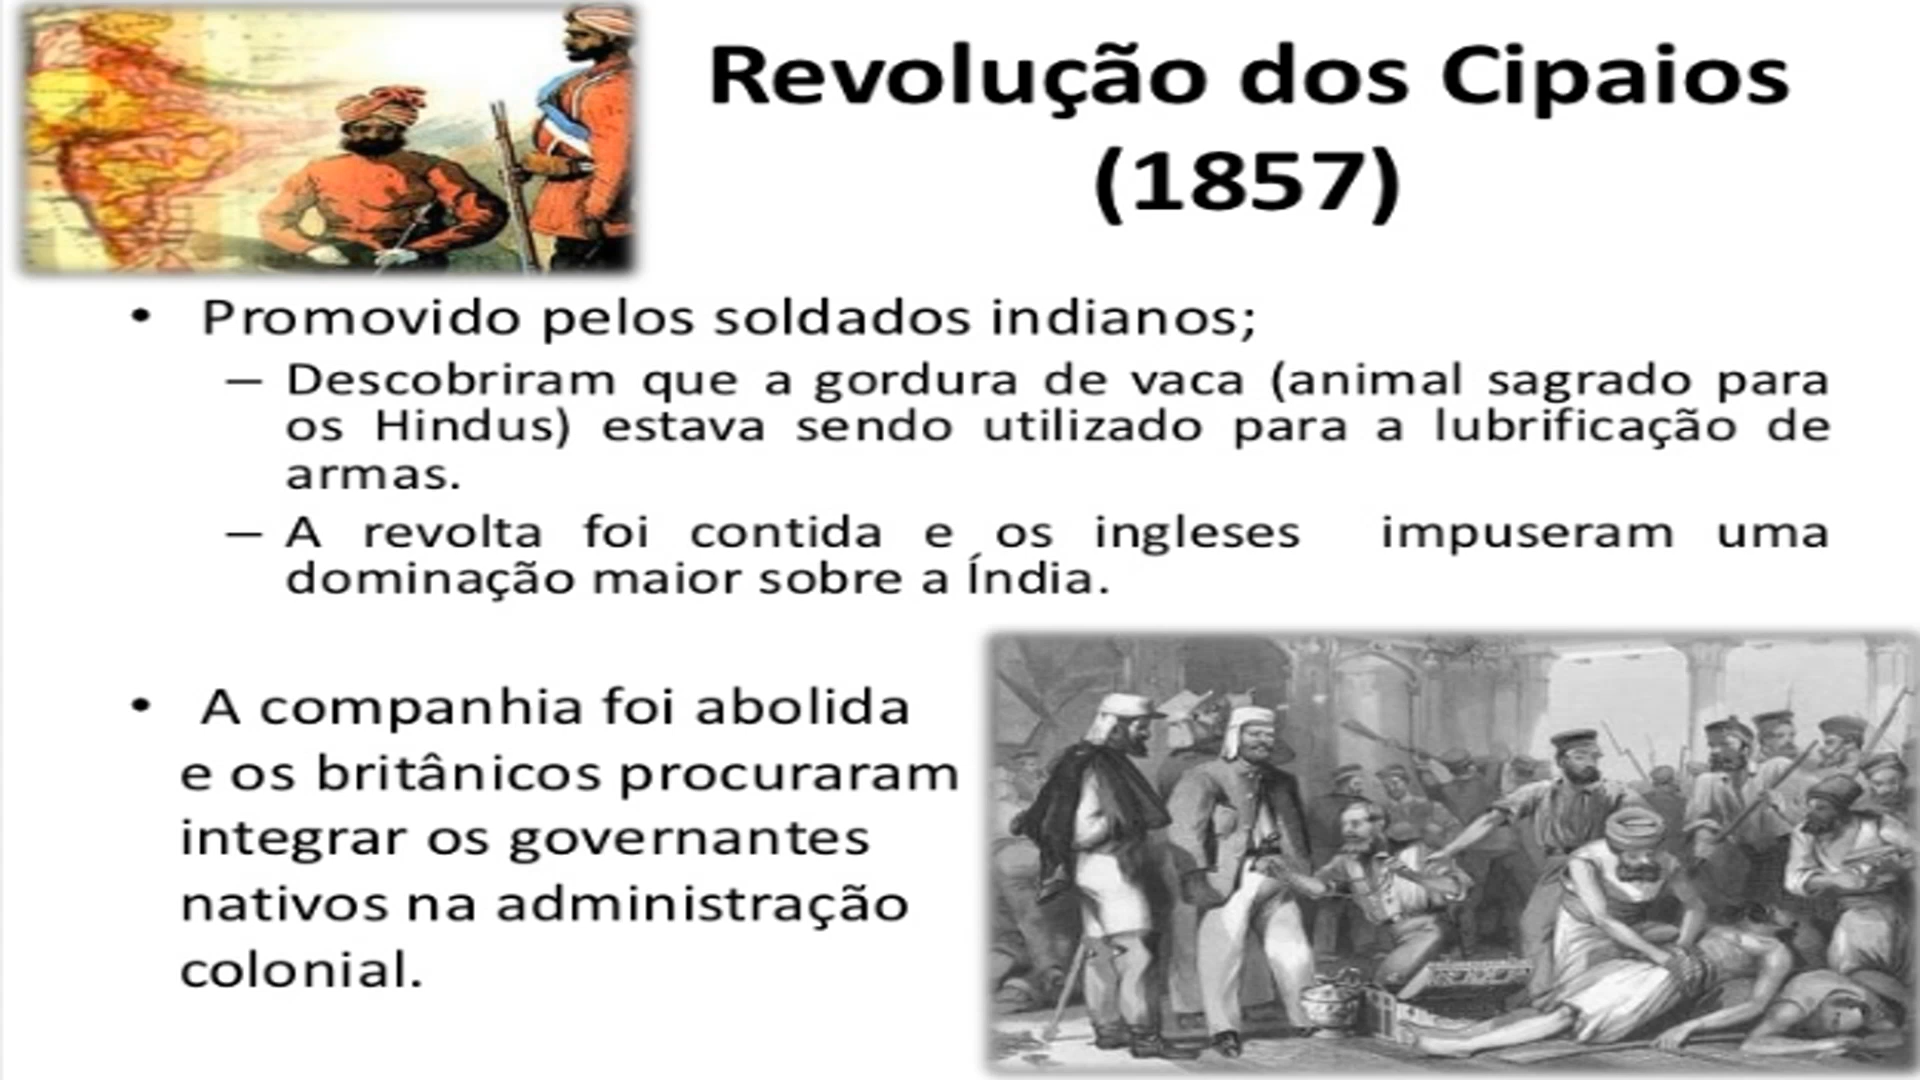 Revolução dos Cipaios
(1857)
• Promovido pelos soldados indianos;
– Descobriram que a gordura de vaca (animal sagrado para
os Hindus) estava sendo utilizado para a lubrificação de
armas.
– A revolta foi contida e os ingleses impuseram uma
dominação maior sobre a Índia.
• A companhia foi abolida
e os britânicos procuraram
integrar os governantes
nativos na administração
colonial.